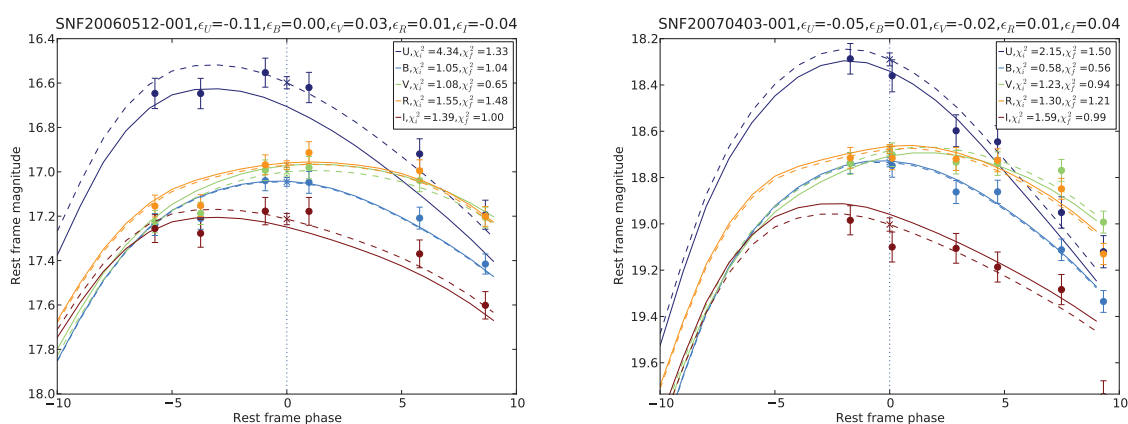 SNF20060512-001,ϵ_U=-0.11,ϵ_B=0.00,ϵ_V=0.03,ϵ_R=0.01,ϵ_I=-0.04
U,χ_i^2=4.34,χ_f^2=1.33
B,χ_i^2=1.05,χ_f^2=1.04
V,χ_i^2=1.08,χ_f^2=0.65
R,χ_i^2=1.55,χ_f^2=1.48
I,χ_i^2=1.39,χ_f^2=1.00
16.4
16.6
16.8
17.0
17.2
17.4
17.6
17.8
18.0
Rest frame magnitude
−10
−5
0
5
10
Rest frame phase
SNF20070403-001,ϵ_U=-0.05,ϵ_B=0.01,ϵ_V=-0.02,ϵ_R=0.01,ϵ_I=0.04
U,χ_i^2=2.15,χ_f^2=1.50
B,χ_i^2=0.58,χ_f^2=0.56
V,χ_i^2=1.23,χ_f^2=0.94
R,χ_i^2=1.30,χ_f^2=1.21
I,χ_i^2=1.59,χ_f^2=0.99
18.2
18.4
18.6
18.8
19.0
19.2
19.4
19.6
Rest frame magnitude
−10
−5
0
5
10
Rest frame phase